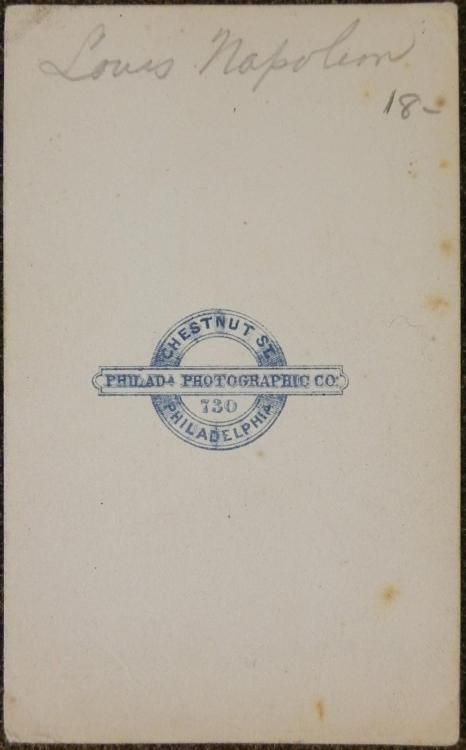 Louis Napoleon
18-
CHESTNUT ST.
PHILADA PHOTOGRAPHIC CO.
730
PHILADELPHIA